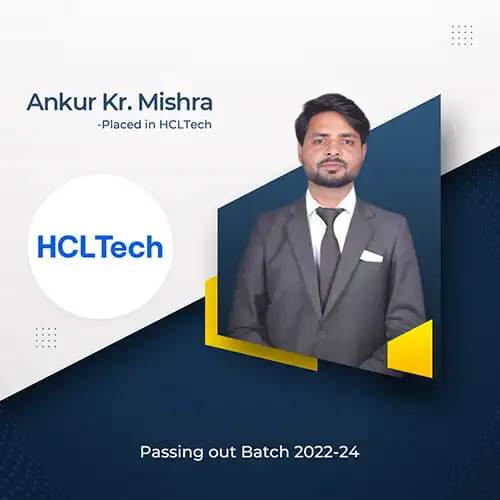 Ankur Kr. Mishra
-Placed in HCLTech
HCLTech
Passing out Batch 2022-24